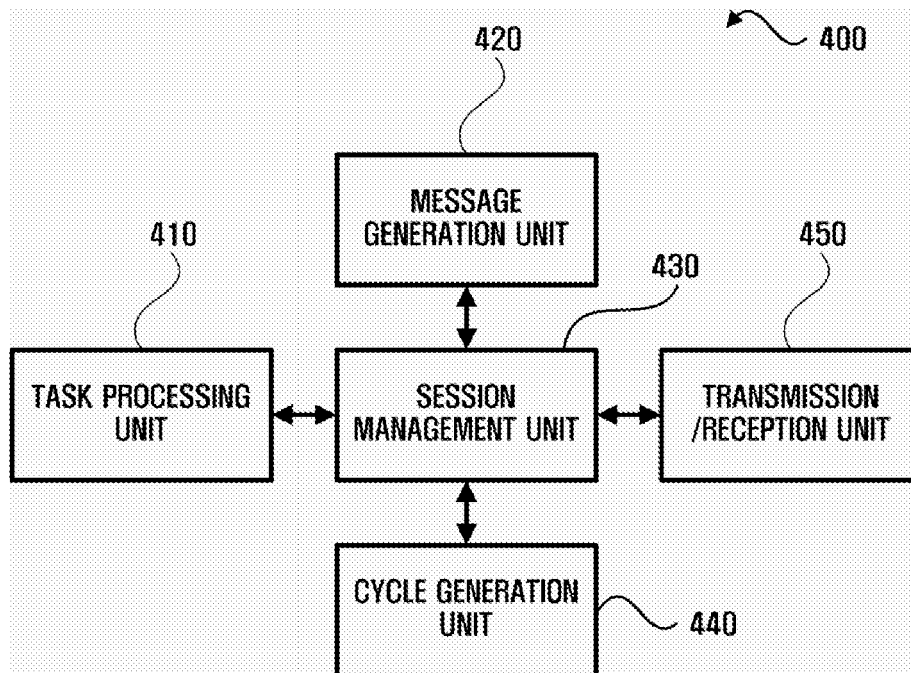 400
420
MESSAGE
GENERATION UNIT
410
430
450
TASK PROCESSING
UNIT
SESSION
MANAGEMENT UNIT
TRANSMISSION
/RECEPTION UNIT
CYCLE GENERATION
UNIT
440